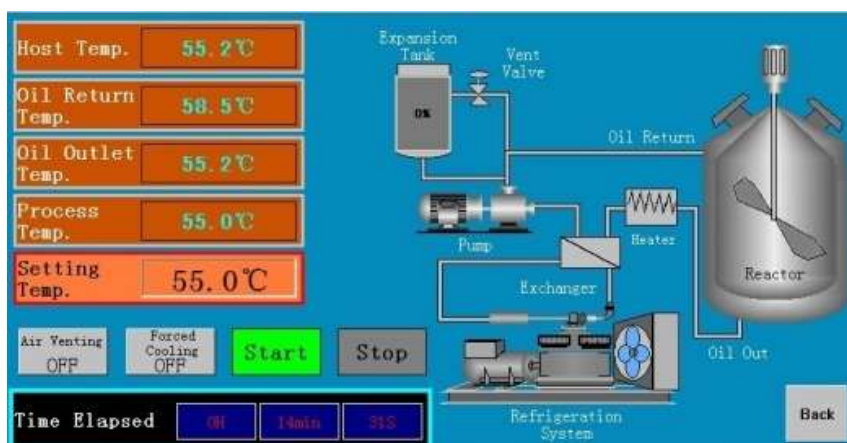 Host Temp.
55.2℃
Oil Return
Temp.
58.5℃
Oil Outlet
Temp.
55.2℃
Process
Temp.
55.0℃
Setting
Temp.
55.0℃
Air Venting
OFF
Forced
Cooling
OFF
Start
Stop
Time Elapsed
0H
14min
31S
Expansion
Tank
0%
Vent
Valve
Oil Return
Pump
Heater
Exchanger
Reactor
Oil Out
Refrigeration
System
Back